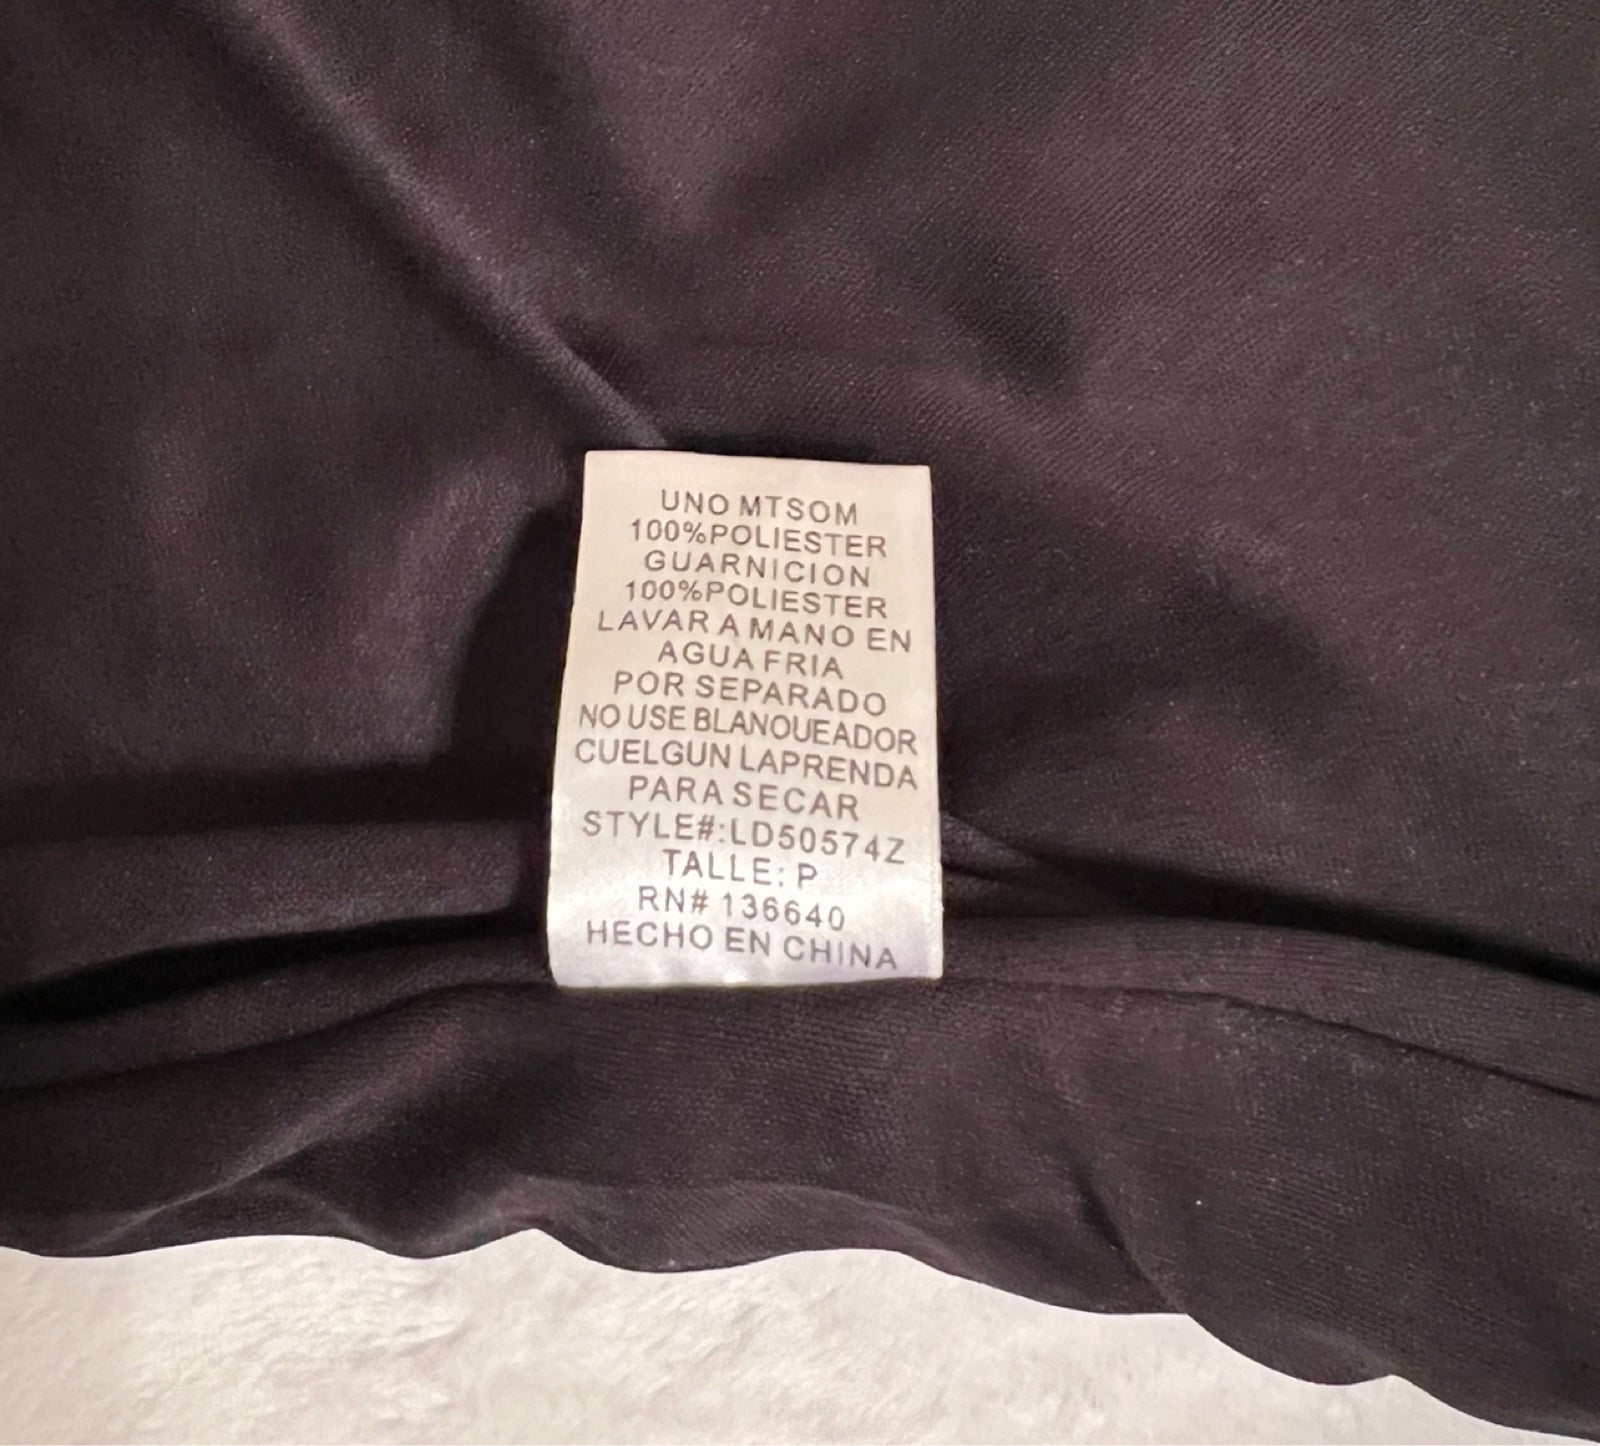 UNO MTSOM
100%POLIESTER
GUARNICION
100%POLIESTER
LAVAR A MANO EN
AGUA FRIA
POR SEPARADO
NO USE BLANQUEADOR
CUELGUN LAPRENDA
PARA SECAR
STYLE#:LD50574Z
TALLE: P
RN# 136640
HECHO EN CHINA